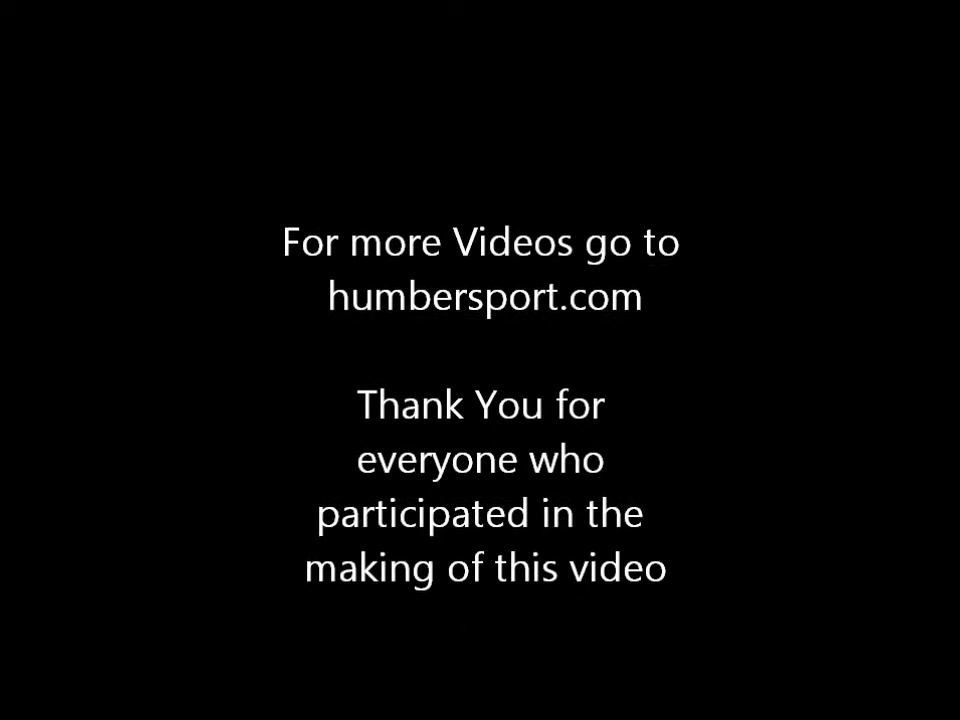 For more Videos go to
humbersport.com
Thank You for
everyone who
participated in the
making of this video